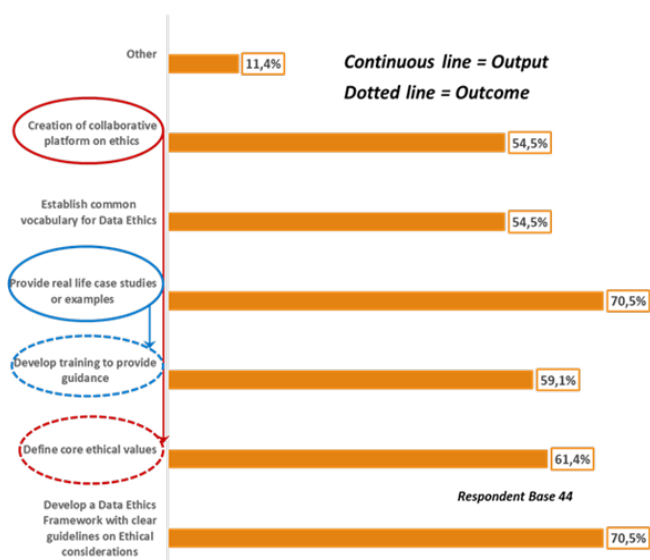 Other
11,4%
Continuous line = Output
Dotted line = Outcome
Creation of collaborative
platform on ethics
54,5%
Establish common
vocabulary for Data Ethics
54,5%
Provide real life case studies
or examples
70,5%
Develop training to provide
guidance
59,1%
Define core ethical values
61,4%
Respondent Base 44
Develop a Data Ethics
Framework with clear
guidelines on Ethical
considerations
70,5%